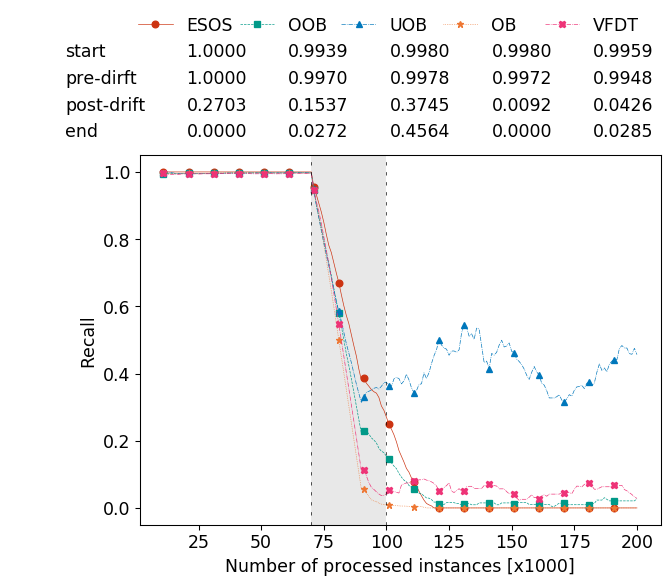 ESOS OOB UOB OB VFDT
start 1.0000 0.9939 0.9980 0.9980 0.9959
pre-dirft 1.0000 0.9970 0.9978 0.9972 0.9948
post-drift 0.2703 0.1537 0.3745 0.0092 0.0426
end 0.0000 0.0272 0.4564 0.0000 0.0285
1.0
0.8
0.6
0.4
0.2
0.0
Recall
25 50 75 100 125 150 175 200
Number of processed instances [x1000]